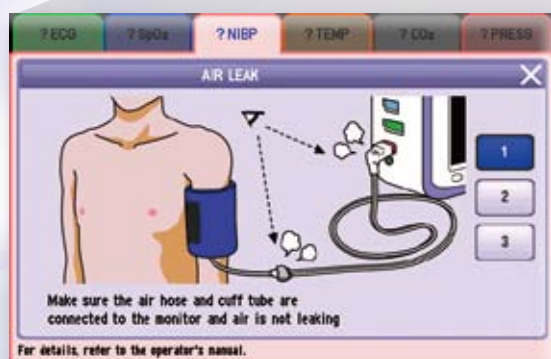 ? ECG
? SpO₂
? NIBP
? TEMP
? CO₂
? PRESS
AIR LEAK
1
2
3
Make sure the air hose and cuff tube are
connected to the monitor and air is not leaking
For details, refer to the operator's manual.